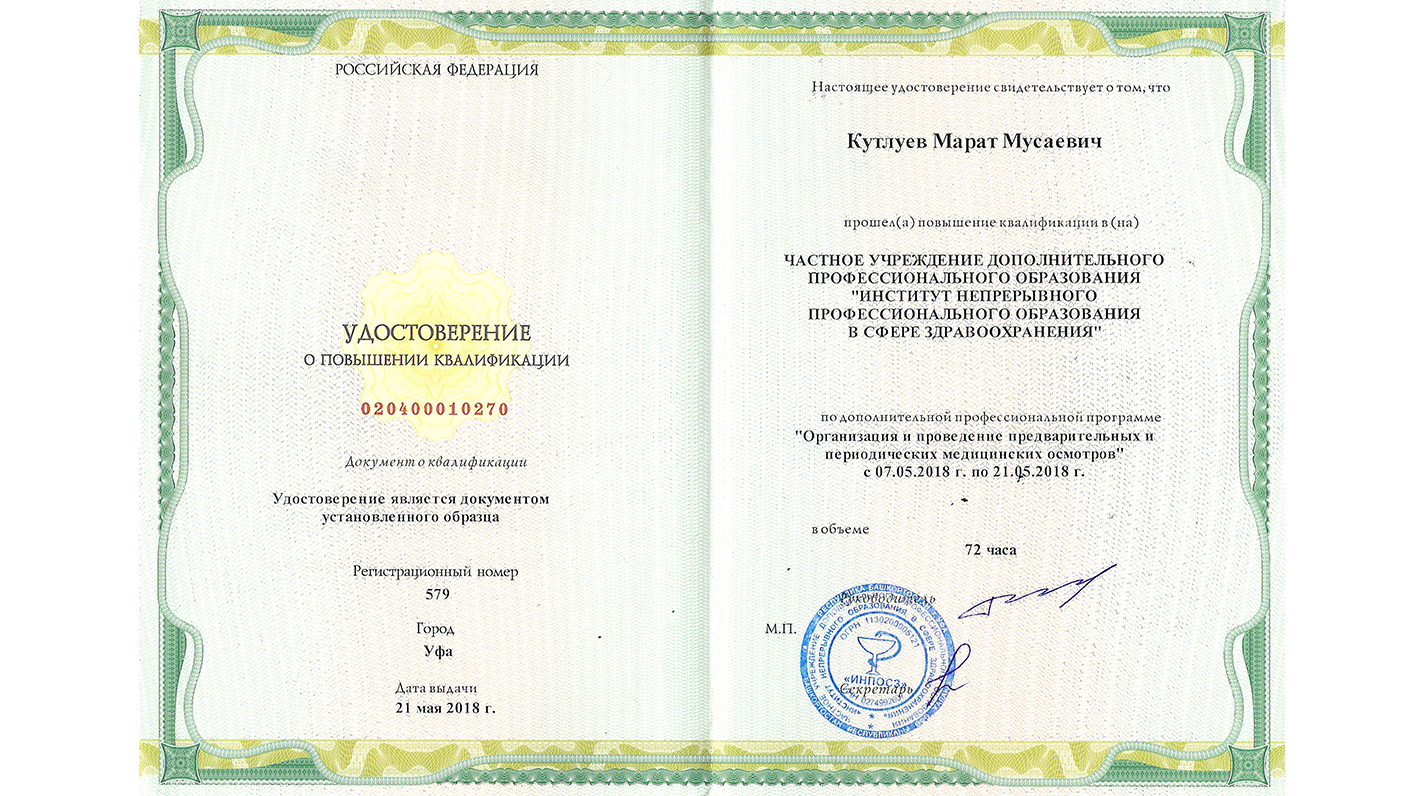 РОССИЙСКАЯ ФЕДЕРАЦИЯ
УДОСТОВЕРЕНИЕ
О ПОВЫШЕНИИ КВАЛИФИКАЦИИ
020400010270
Документ о квалификации
Удостоверение является документом
установленного образца
Регистрационный номер
579
Город
Уфа
Дата выдачи
21 мая 2018 г.
Настоящее удостоверение свидетельствует о том, что
Кутлуев Марат Мусаевич
прошел(а) повышение квалификации в (на)
ЧАСТНОЕ УЧРЕЖДЕНИЕ ДОПОЛНИТЕЛЬНОГО
ПРОФЕССИОНАЛЬНОГО ОБРАЗОВАНИЯ
"ИНСТИТУТ НЕПРЕРЫВНОГО
ПРОФЕССИОНАЛЬНОГО ОБРАЗОВАНИЯ
В СФЕРЕ ЗДРАВООХРАНЕНИЯ"
по дополнительной профессиональной программе
"Организация и проведение предварительных и
периодических медицинских осмотров"
с 07.05.2018 г. по 21.05.2018 г.
в объеме
72 часа
Руководитель
М.П.
ОГРН 1130200005121
«ИНПОСЗ»
Секретарь